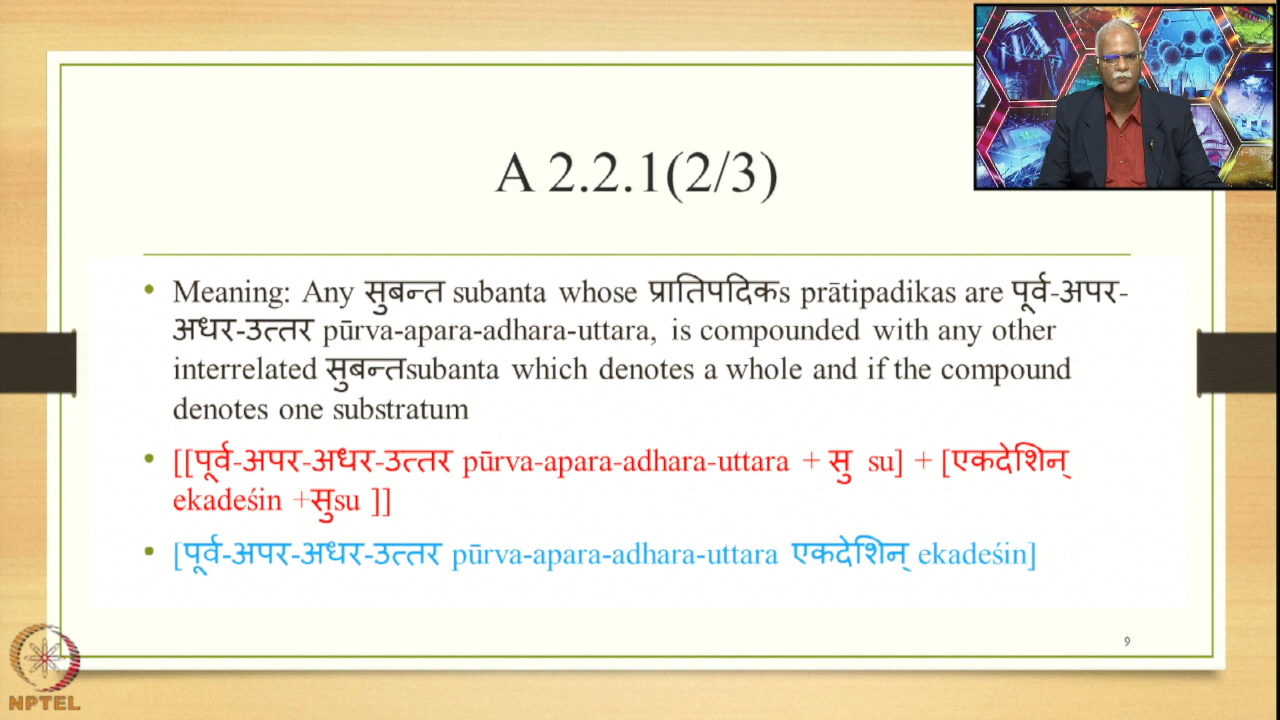 A 2.2.1(2/3)
Meaning: Any सुबन्त subanta whose प्रातिपदिकs prātipadikas are पूर्व-अपर-
अधर-उत्तर pūrva-apara-adhara-uttara, is compounded with any other
interrelated सुबन्तsubanta which denotes a whole and if the compound
denotes one substratum
[[पूर्व-अपर-अधर-उत्तर pūrva-apara-adhara-uttara + सु su] + [एकदेशिन्
ekadeśin +सुsu ]]
[पूर्व-अपर-अधर-उत्तर pūrva-apara-adhara-uttara एकदेशिन् ekadeśin]
9
NPTEL